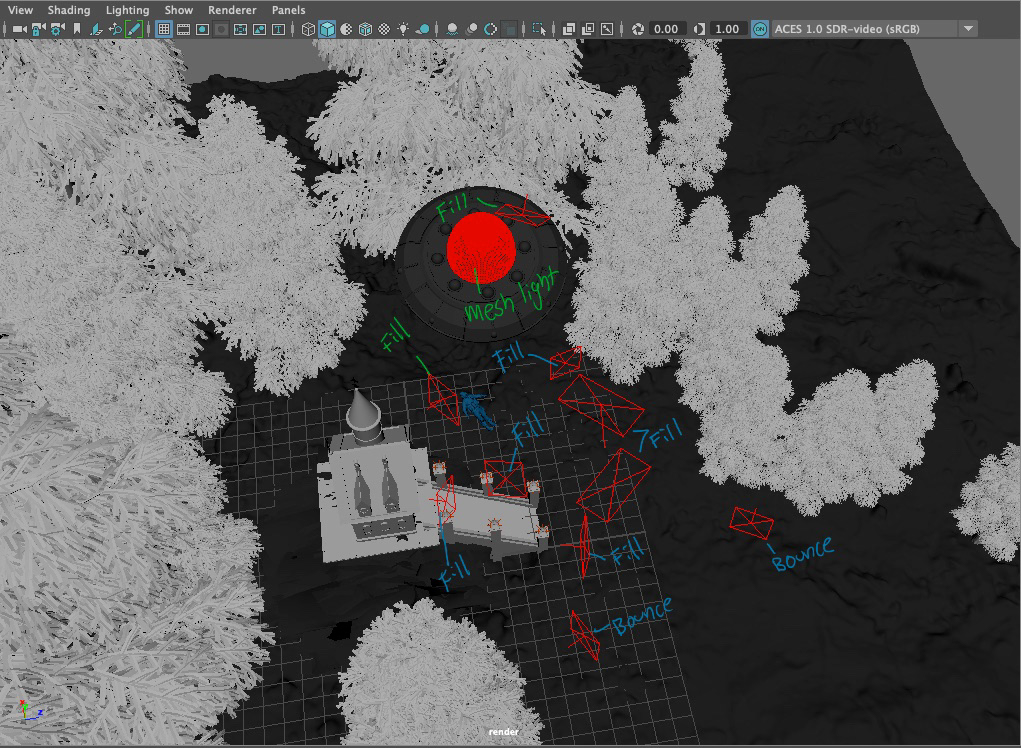 View Shading Lighting Show Renderer Panels
0.00 1.00 ON ACES 1.0 SDR-video (sRGB)
Fill
mesh light
Fill
Fill
Fill
Fill
Fill
Bounce
Fill
Bounce
render
z